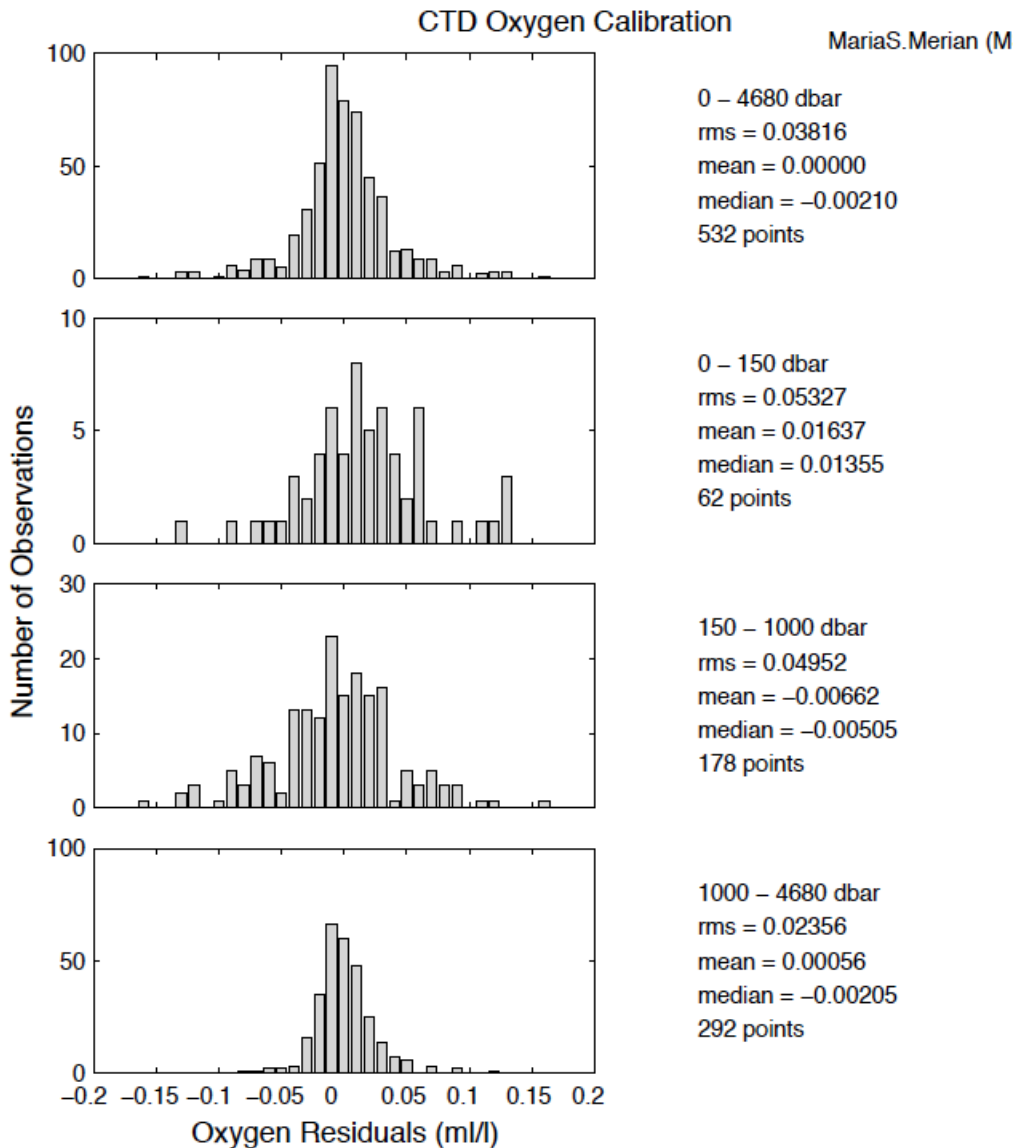 CTD Oxygen Calibration
MariaS.Merian (M
100
50
0
0 – 4680 dbar
rms = 0.03816
mean = 0.00000
median = −0.00210
532 points
10
5
0
0 – 150 dbar
rms = 0.05327
mean = 0.01637
median = 0.01355
62 points
Number of Observations
30
20
10
0
150 – 1000 dbar
rms = 0.04952
mean = −0.00662
median = −0.00505
178 points
100
50
0
1000 – 4680 dbar
rms = 0.02356
mean = 0.00056
median = −0.00205
292 points
−0.2 −0.15 −0.1 −0.05 0 0.05 0.1 0.15 0.2
Oxygen Residuals (ml/l)